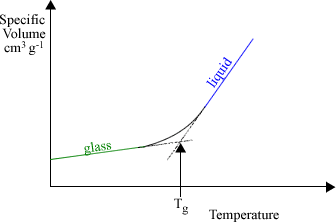 Specific
Volume
cm³ g⁻¹
liquid
glass
Tg
Temperature